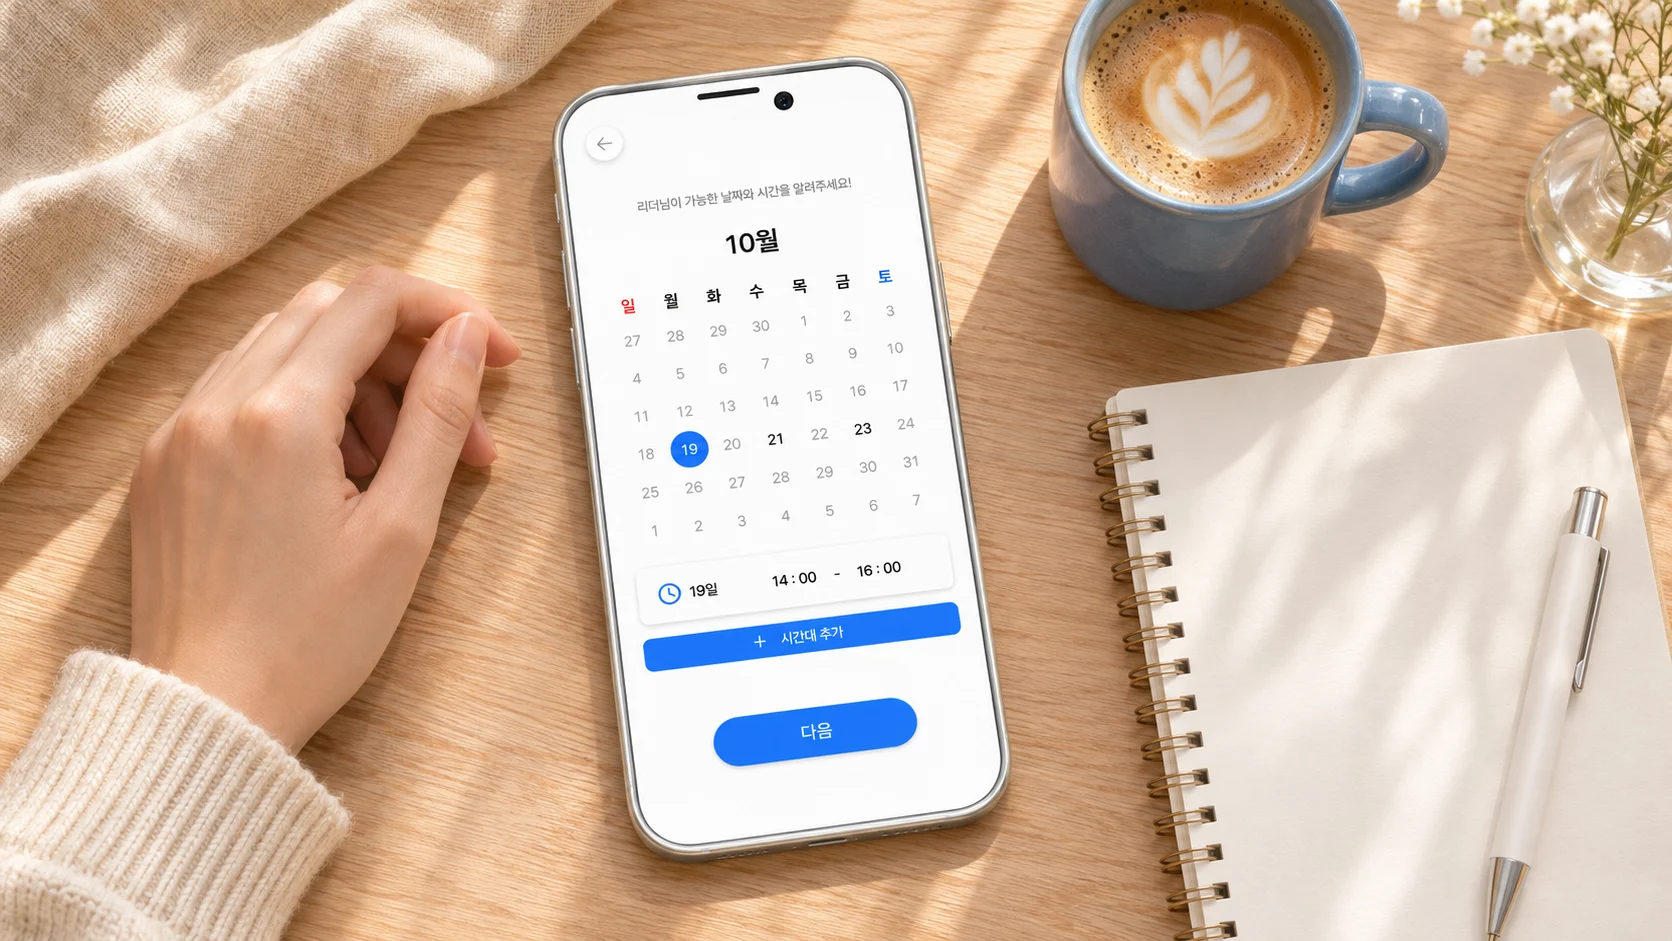 리더님이 가능한 날짜와 시간을 알려주세요!
10월
일 월 화 수 목 금 토
27 28 29 30 1 2 3
4 5 6 7 8 9 10
11 12 13 14 15 16 17
18 19 20 21 22 23 24
25 26 27 28 29 30 31
1 2 3 4 5 6 7
19일 14 : 00 - 16 : 00
+ 시간대 추가
다음